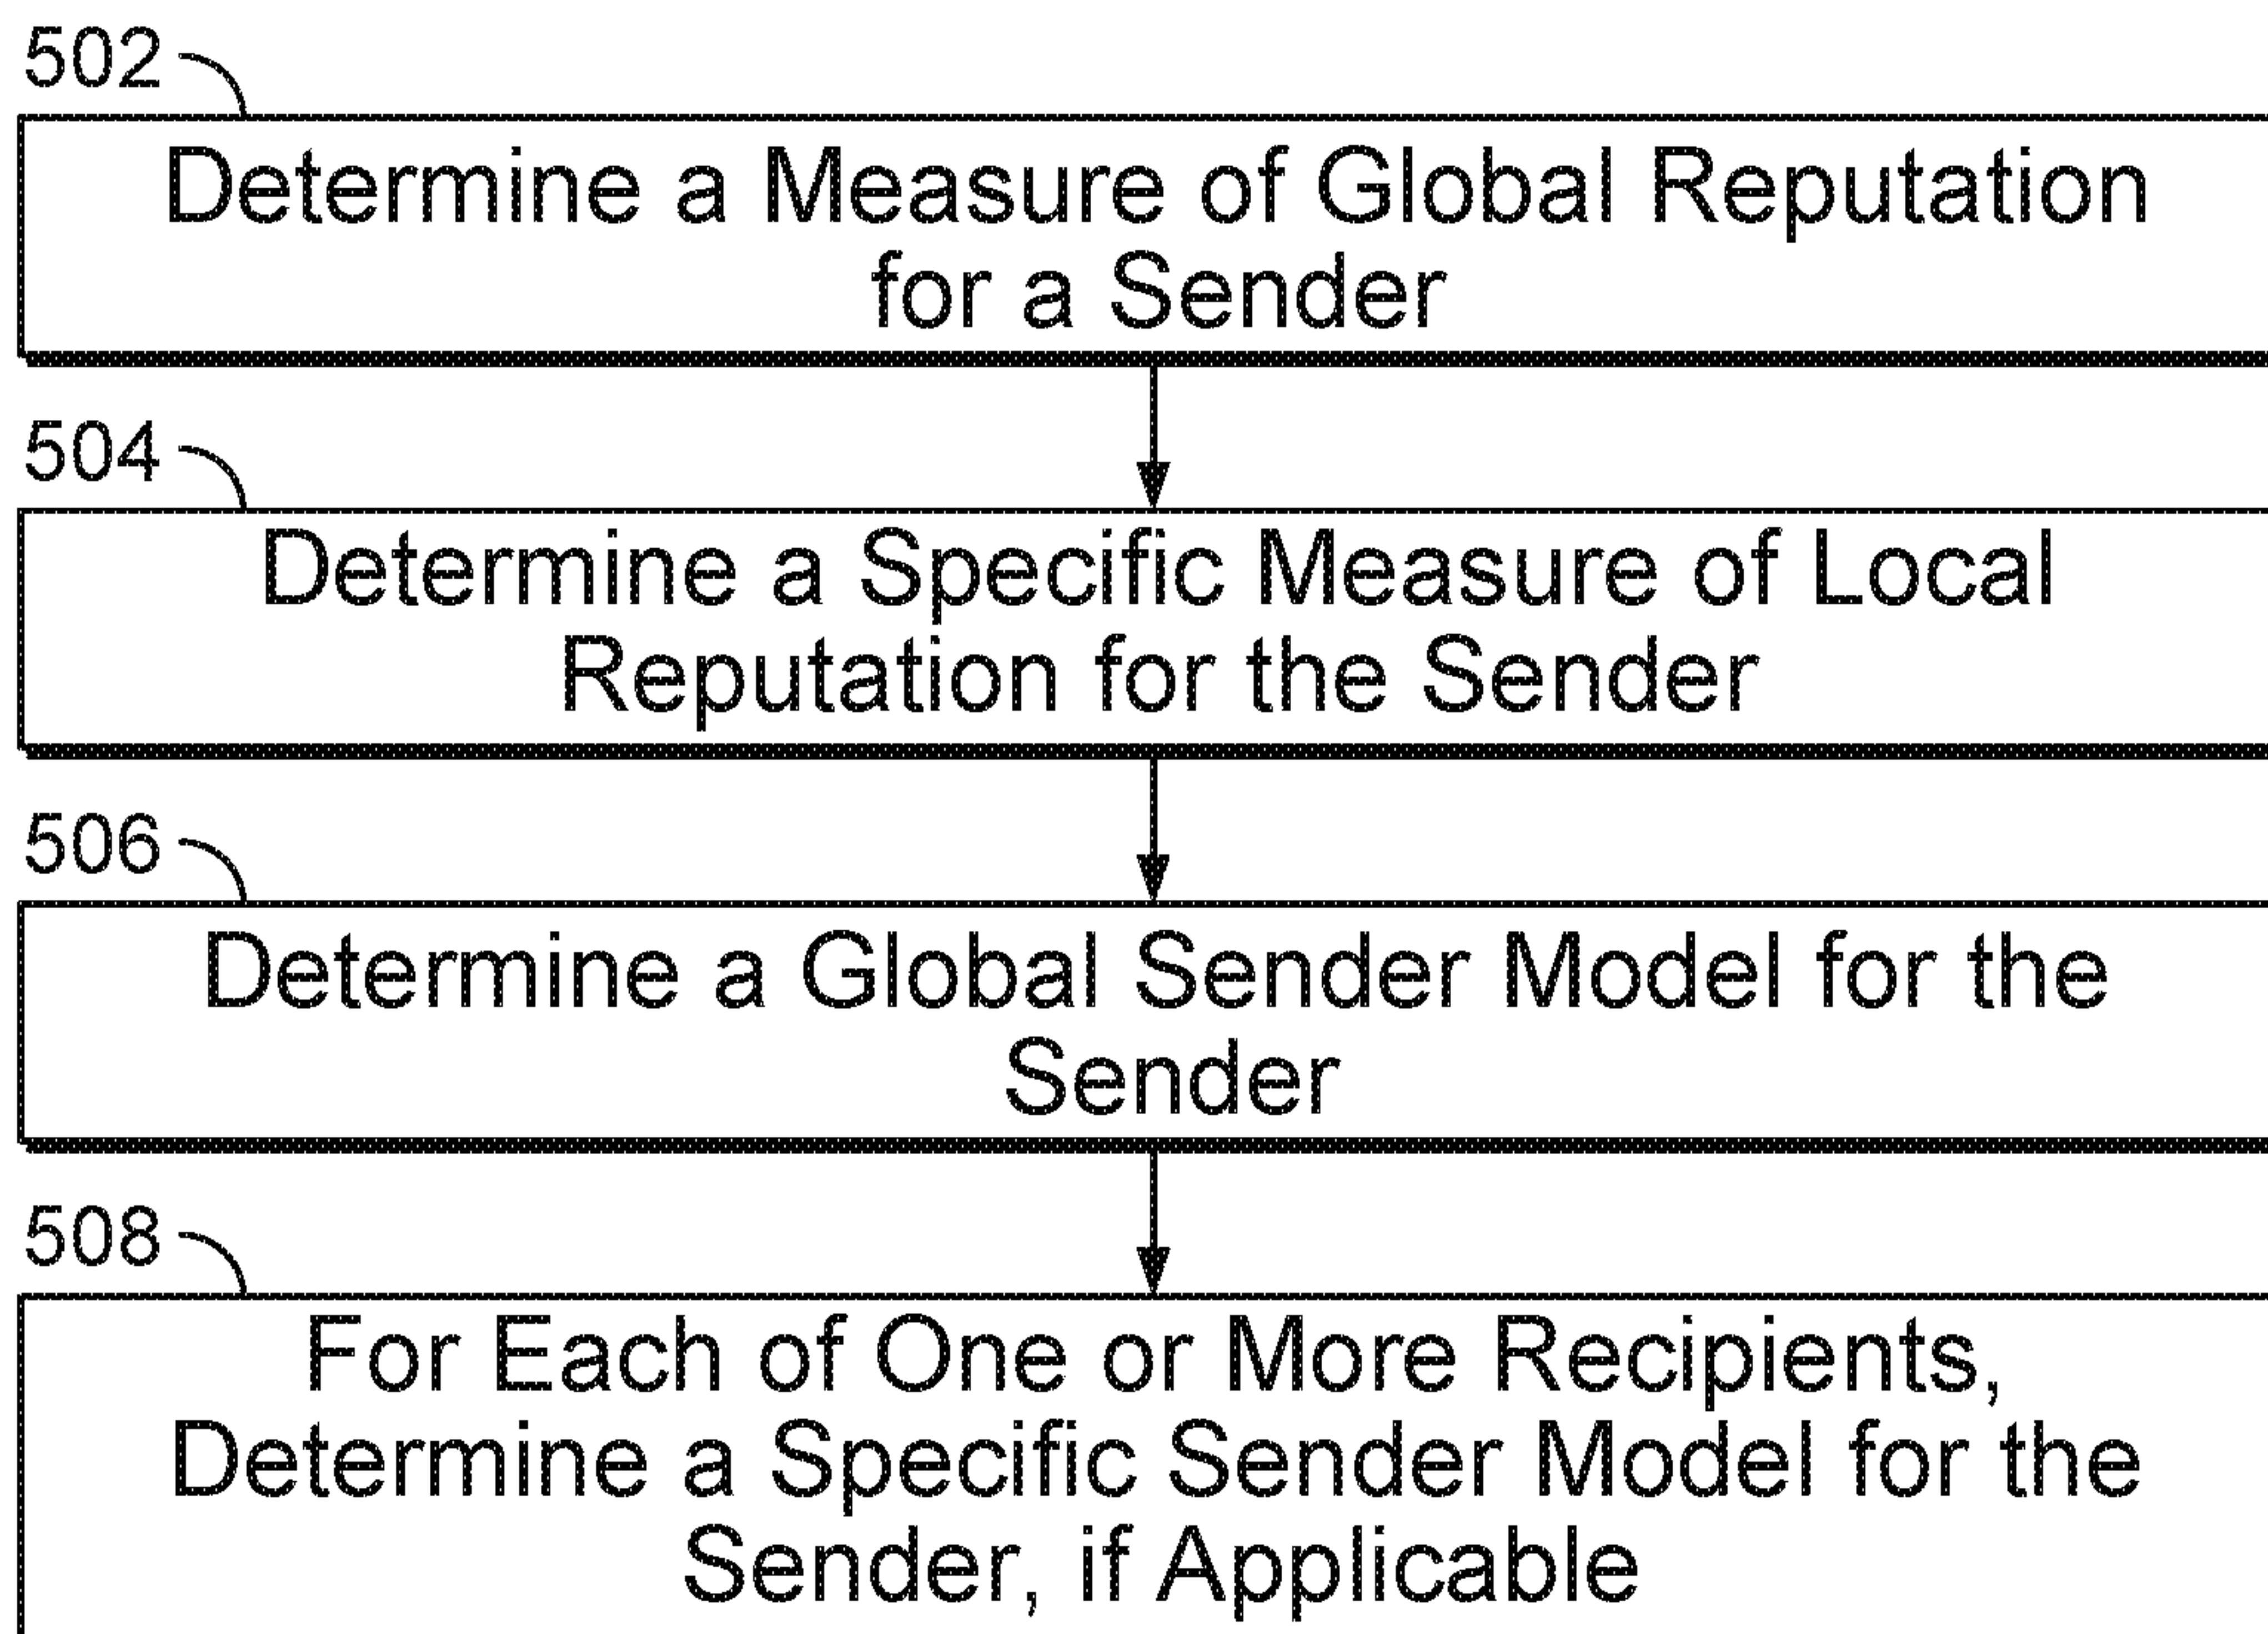 502
Determine a Measure of Global Reputation
for a Sender
504
Determine a Specific Measure of Local
Reputation for the Sender
506
Determine a Global Sender Model for the
Sender
508
For Each of One or More Recipients,
Determine a Specific Sender Model for the
Sender, if Applicable